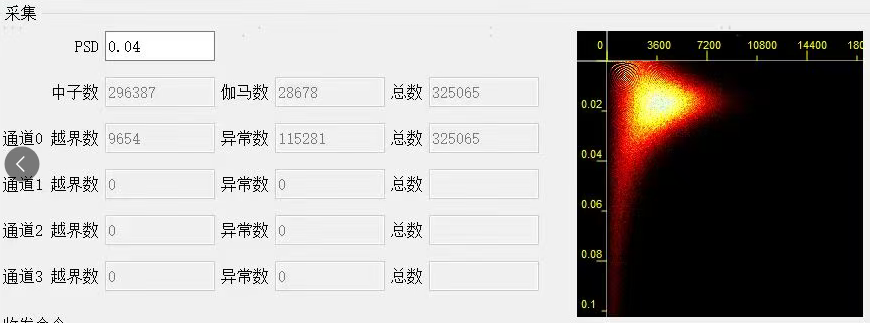 采集
PSD 0.04
中子数 296387 伽马数 28678 总数 325065
通道0 越界数 9654 异常数 115281 总数 325065
通道1 越界数 0 异常数 0 总数
通道2 越界数 0 异常数 0 总数
通道3 越界数 0 异常数 0 总数
0 3600 7200 10800 14400 180
0.02
0.04
0.06
0.08
0.1